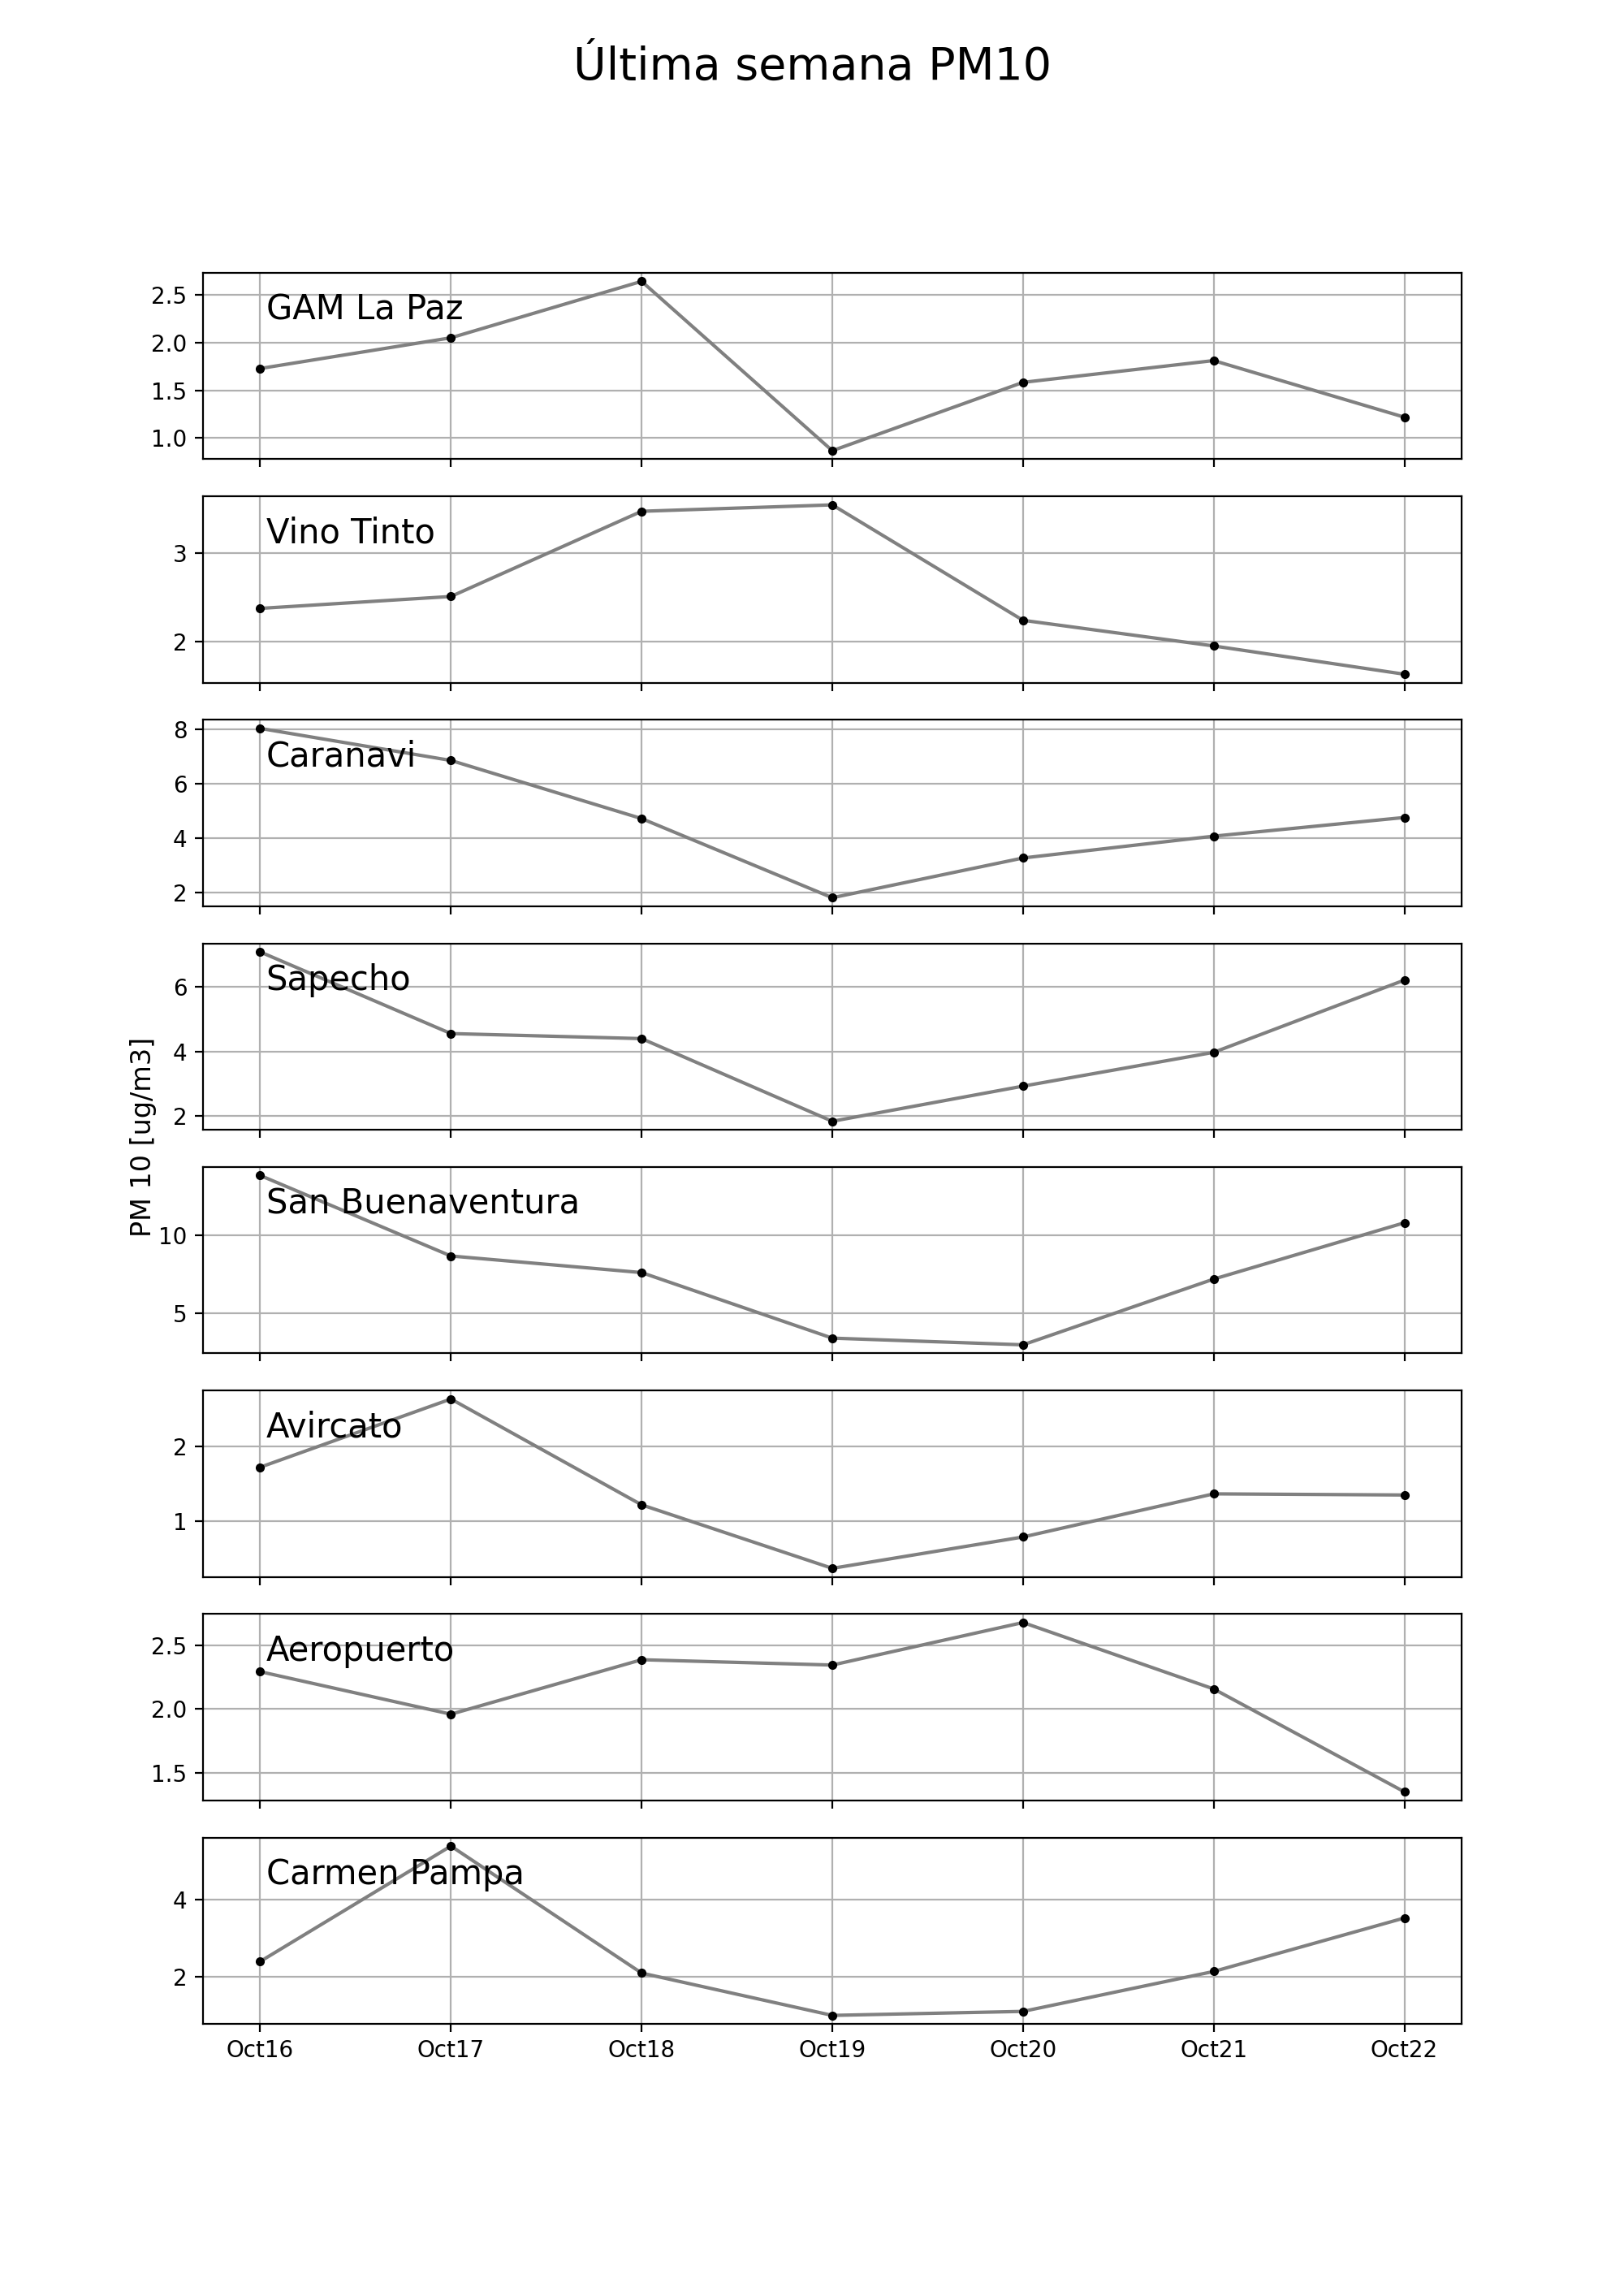 Última semana PM10
GAM La Paz
2.5
2.0
1.5
1.0
Vino Tinto
3
2
Caranavi
8
6
4
2
Sapecho
6
4
2
PM 10 [ug/m3]
San Buenaventura
10
5
Avircato
2
1
Aeropuerto
2.5
2.0
1.5
Carmen Pampa
4
2
Oct16 Oct17 Oct18 Oct19 Oct20 Oct21 Oct22